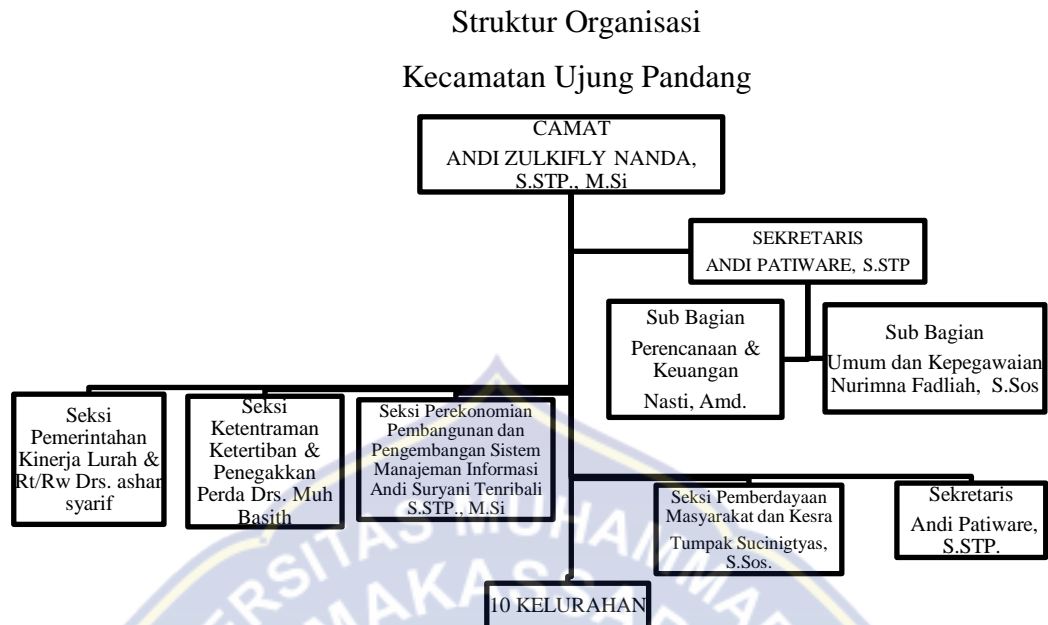 Struktur Organisasi
Kecamatan Ujung Pandang
CAMAT
ANDI ZULKIFLY NANDA,
S.STP., M.Si
SEKRETARIS
ANDI PATIWARE, S.STP
Sub Bagian
Perencanaan &
Keuangan
Nasti, Amd.
Sub Bagian
Umum dan Kepegawaian
Nurimna Fadliah, S.Sos
Seksi
Pemerintahan
Kinerja Lurah &
Rt/Rw Drs. ashar
syarif
Seksi
Ketentraman
Ketertiban &
Penegakkan
Perda Drs. Muh
Basith
Seksi Perekonomian
Pembangunan dan
Pengembangan Sistem
Manajeman Informasi
Andi Suryani Tenribali
S.STP., M.Si
Seksi Pemberdayaan
Masyarakat dan Kesra
Tumpak Sucinigtyas,
S.Sos.
Sekretaris
Andi Patiware,
S.STP.
10 KELURAHAN
MAKASSAR